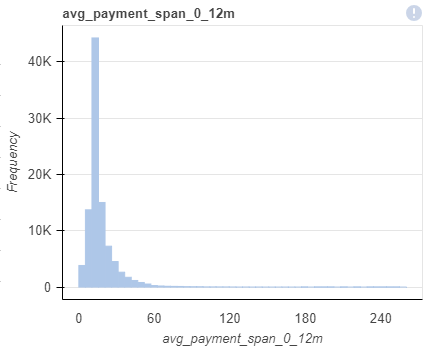 avg_payment_span_0_12m
!
40K
30K
20K
10K
0
Frequency
0 60 120 180 240
avg_payment_span_0_12m